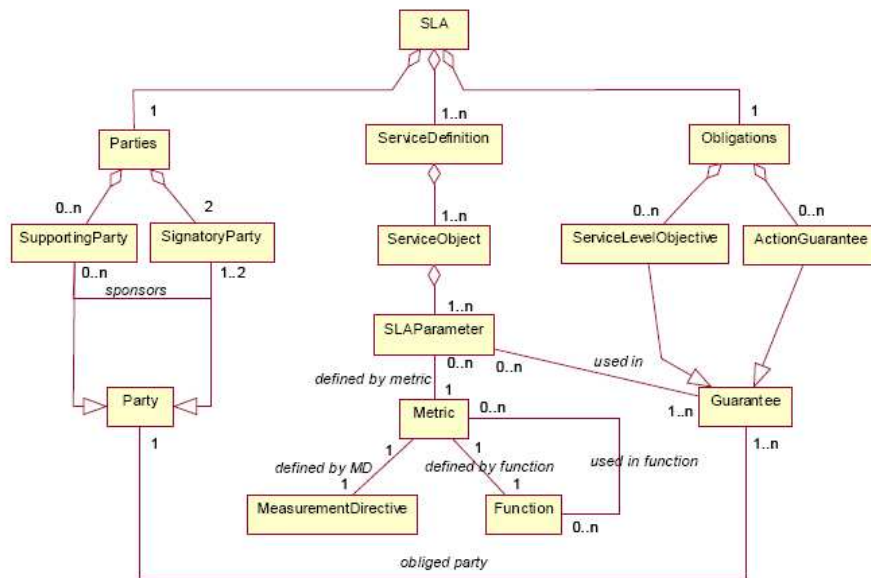 SLA
1
1..n
1
Parties
ServiceDefinition
Obligations
0..n
2
1..n
0..n
0..n
SupportingParty
SignatoryParty
ServiceObject
ServiceLevelObjective
ActionGuarantee
0..n
1..2
sponsors
1..n
SLAParameter
0..n
0..n
used in
defined by metric
1
Party
Metric
0..n
Guarantee
1..n
1
1
1
1..n
defined by MD
defined by function
used in function
1
1
MeasurementDirective
Function
0..n
obliged party